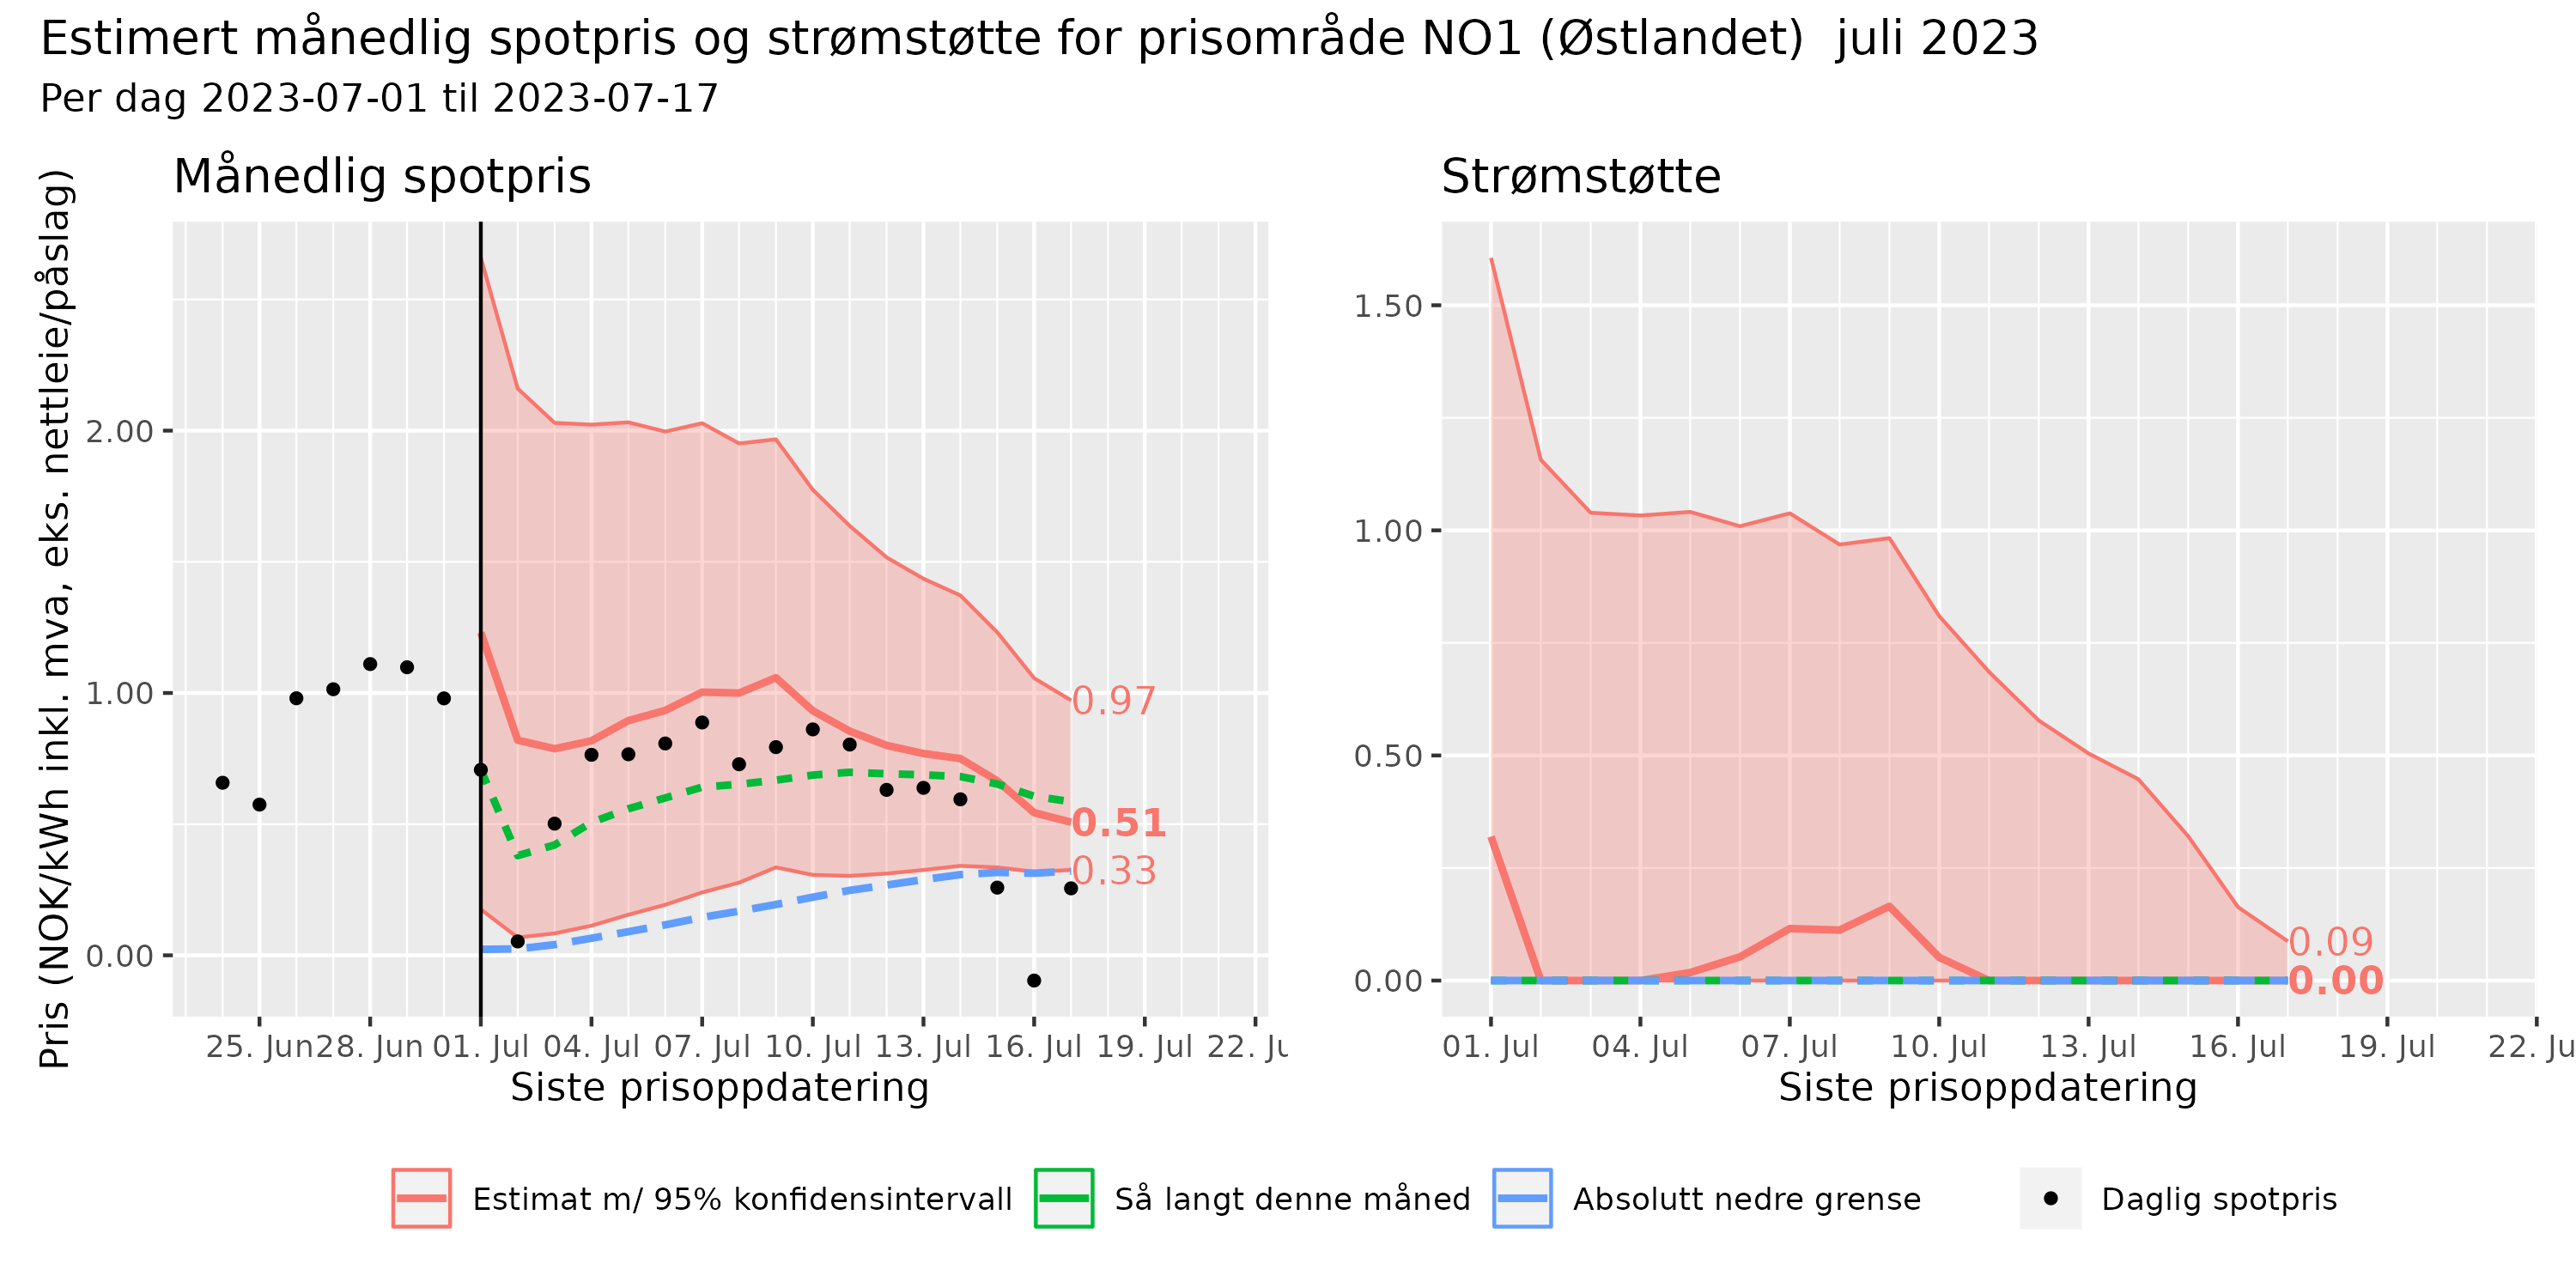 Estimert månedlig spotpris og strømstøtte for prisområde NO1 (Østlandet)  juli 2023
Per dag 2023-07-01 til 2023-07-17
Månedlig spotpris
Pris (NOK/kWh inkl. mva, eks. nettleie/påslag)
2.00
1.00
0.00
0.97
0.51
0.33
25. Jun 28. Jun 01. Jul 04. Jul 07. Jul 10. Jul 13. Jul 16. Jul 19. Jul 22. Ju
Siste prisoppdatering
Strømstøtte
1.50
1.00
0.50
0.00
0.09
0.00
01. Jul 04. Jul 07. Jul 10. Jul 13. Jul 16. Jul 19. Jul 22. Ju
Siste prisoppdatering
Estimat m/ 95% konfidensintervall Så langt denne måned Absolutt nedre grense Daglig spotpris